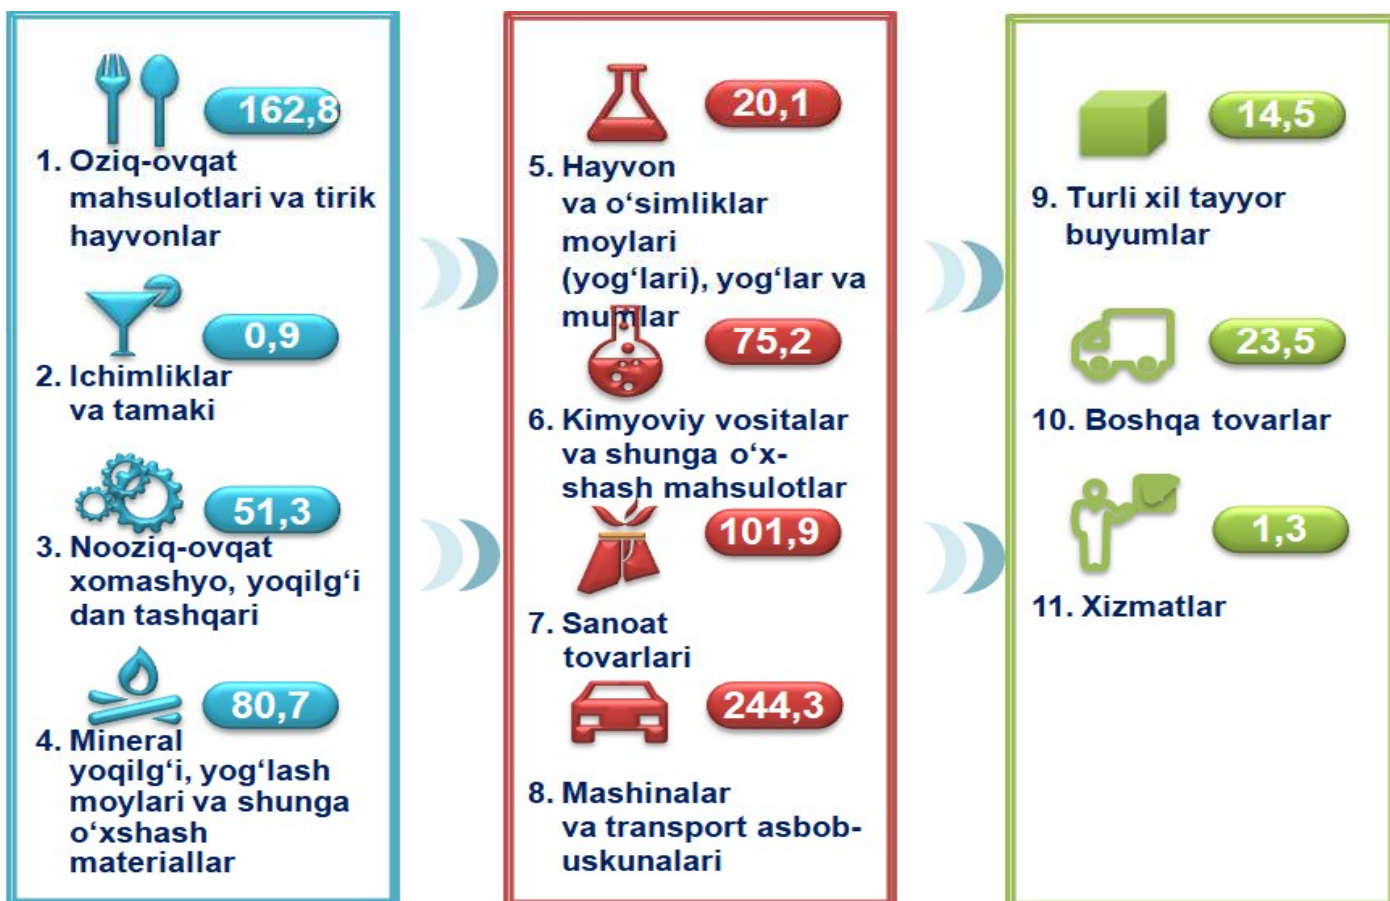 162,8
1. Oziq-ovqat
mahsulotlari va tirik
hayvonlar
0,9
2. Ichimliklar
va tamaki
51,3
3. Nooziq-ovqat
xomashyo, yoqilg‘i
dan tashqari
80,7
4. Mineral
yoqilg‘i, yog‘lash
moylari va shunga
o‘xshash
materiallar
20,1
5. Hayvon
va o‘simliklar
moylari
(yog‘lari), yog‘lar va
mumlar
75,2
6. Kimyoviy vositalar
va shunga o‘x-
shash mahsulotlar
101,9
7. Sanoat
tovarlari
244,3
8. Mashinalar
va transport asbob-
uskunalari
14,5
9. Turli xil tayyor
buyumlar
23,5
10. Boshqa tovarlar
1,3
11. Xizmatlar